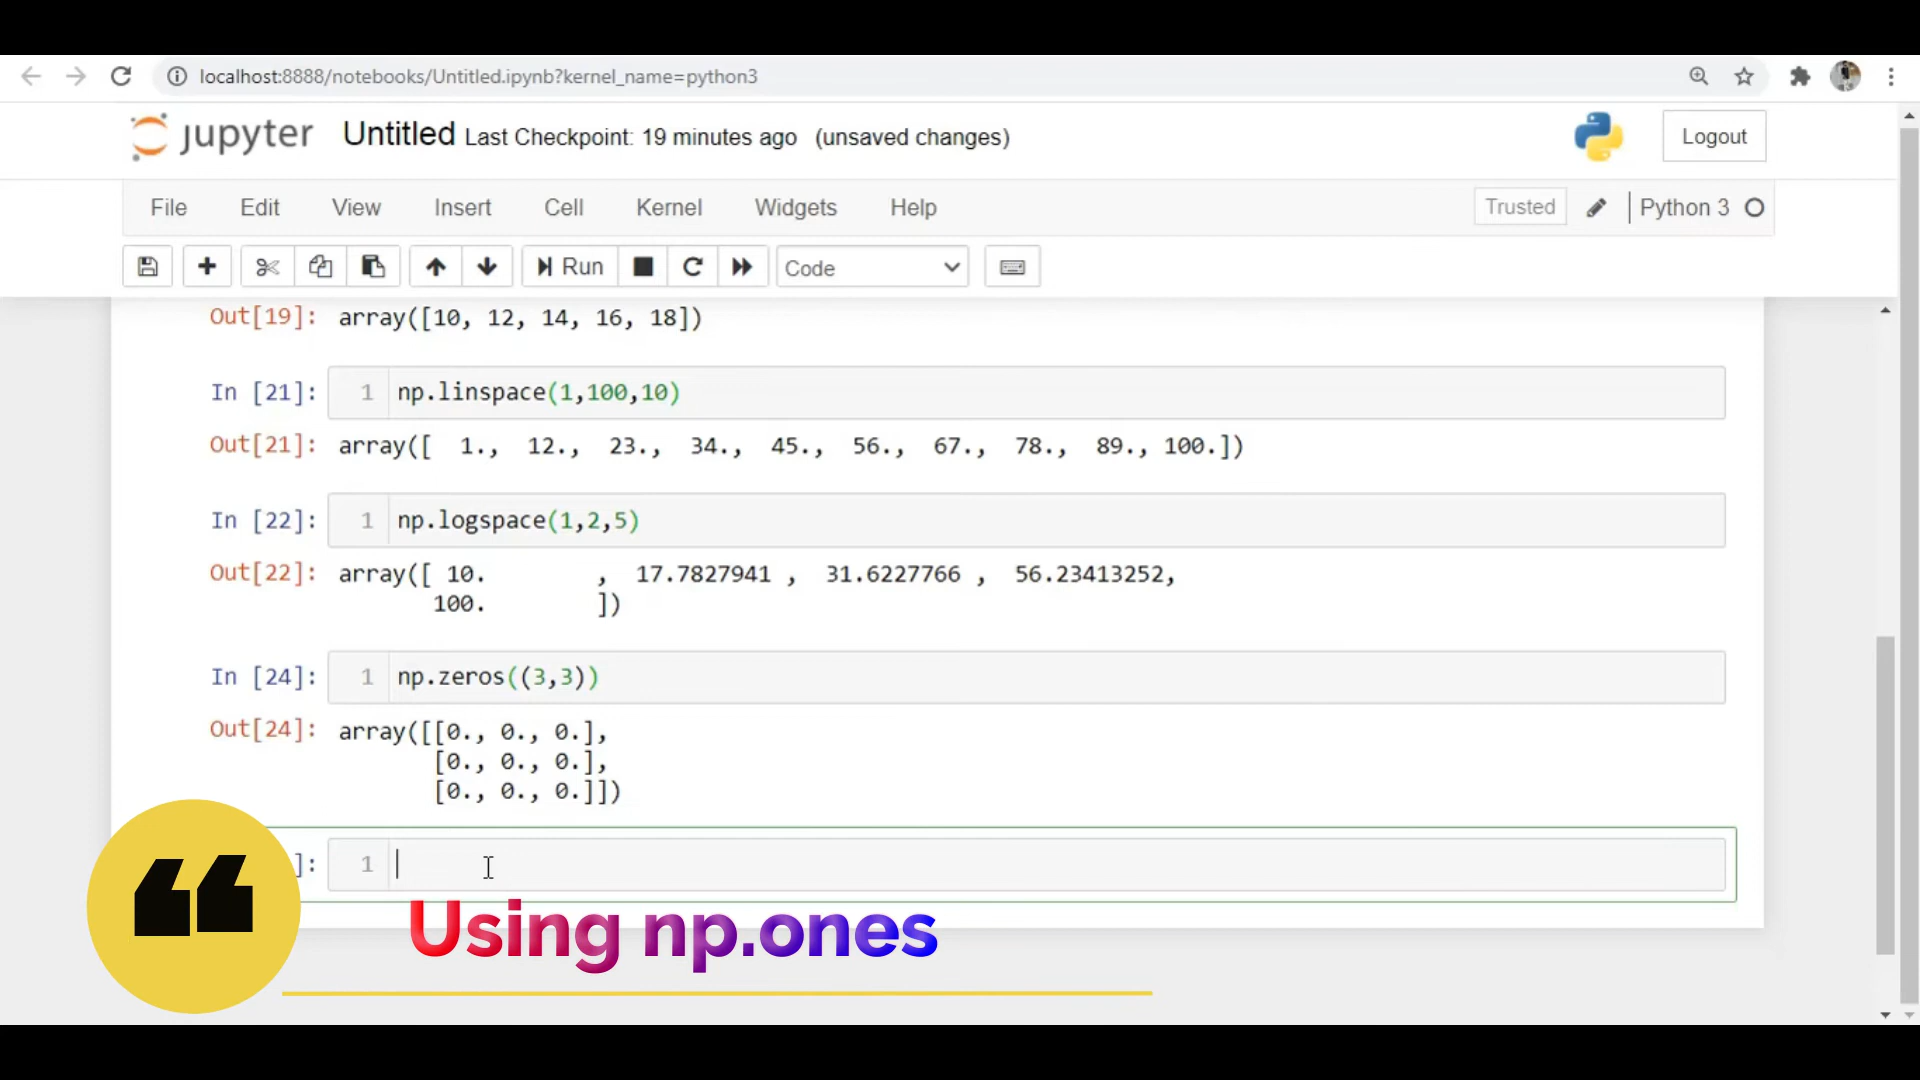 localhost:8888/notebooks/Untitled.ipynb?kernel_name=python3
jupyter Untitled Last Checkpoint: 19 minutes ago (unsaved changes)
Logout
File Edit View Insert Cell Kernel Widgets Help
Trusted Python 3
Run Code
Out[19]: array([10, 12, 14, 16, 18])
In [21]: 1 np.linspace(1,100,10)
Out[21]: array([  1.,  12.,  23.,  34.,  45.,  56.,  67.,  78.,  89., 100.])
In [22]: 1 np.logspace(1,2,5)
Out[22]: array([ 10.        ,  17.7827941 ,  31.6227766 ,  56.23413252,
100.        ])
In [24]: 1 np.zeros((3,3))
Out[24]: array([[0., 0., 0.],
[0., 0., 0.],
[0., 0., 0.]])
]: 1
Using np.ones